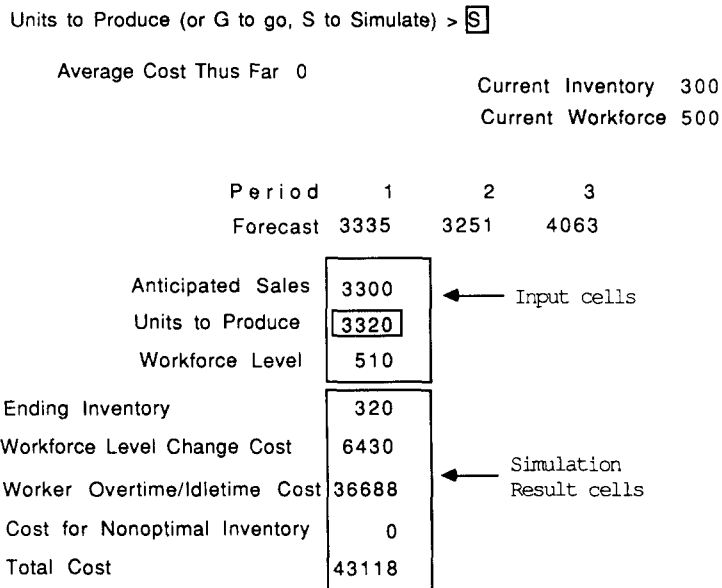 Units to Produce (or G to go, S to Simulate) > S
Average Cost Thus Far 0
Current Inventory 300
Current Workforce 500
Period 1 2 3
Forecast 3335 3251 4063
Anticipated Sales 3300
Input cells
Units to Produce 3320
Workforce Level 510
Ending Inventory 320
Workforce Level Change Cost 6430
Simulation
Worker Overtime/Idletime Cost 36688
Result cells
Cost for Nonoptimal Inventory 0
Total Cost 43118